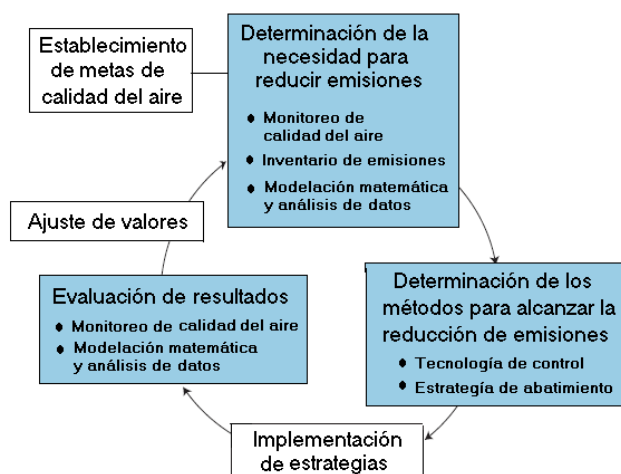 Establecimiento
de metas de
calidad del aire
Determinación de la
necesidad para
reducir emisiones
• Monitoreo de
calidad del aire
• Inventario de emisiones
• Modelación matemática
y análisis de datos
Determinación de los
métodos para alcanzar la
reducción de emisiones
• Tecnología de control
• Estrategía de abatimiento
Implementación
de estrategias
Evaluación de resultados
• Monitoreo de calidad del aire
• Modelación matemática
y análisis de datos
Ajuste de valores